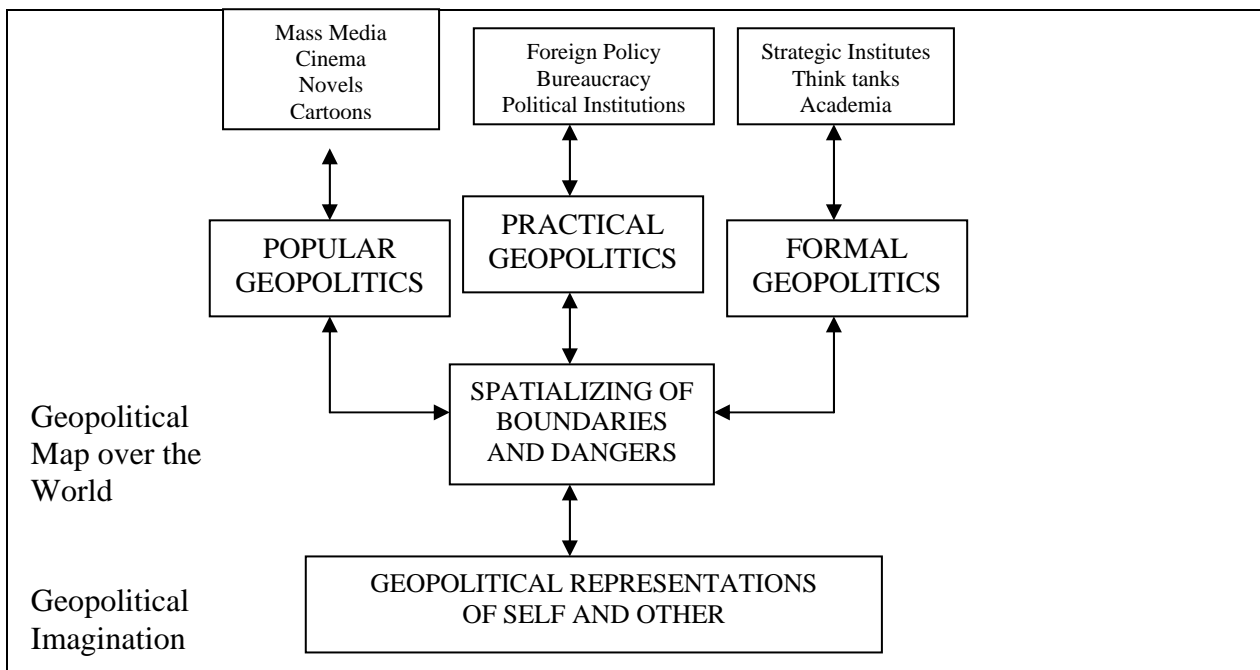 Mass Media
Cinema
Novels
Cartoons
Foreign Policy
Bureaucracy
Political Institutions
Strategic Institutes
Think tanks
Academia
POPULAR
GEOPOLITICS
PRACTICAL
GEOPOLITICS
FORMAL
GEOPOLITICS
Geopolitical
Map over the
World
SPATIALIZING OF
BOUNDARIES
AND DANGERS
Geopolitical
Imagination
GEOPOLITICAL REPRESENTATIONS
OF SELF AND OTHER